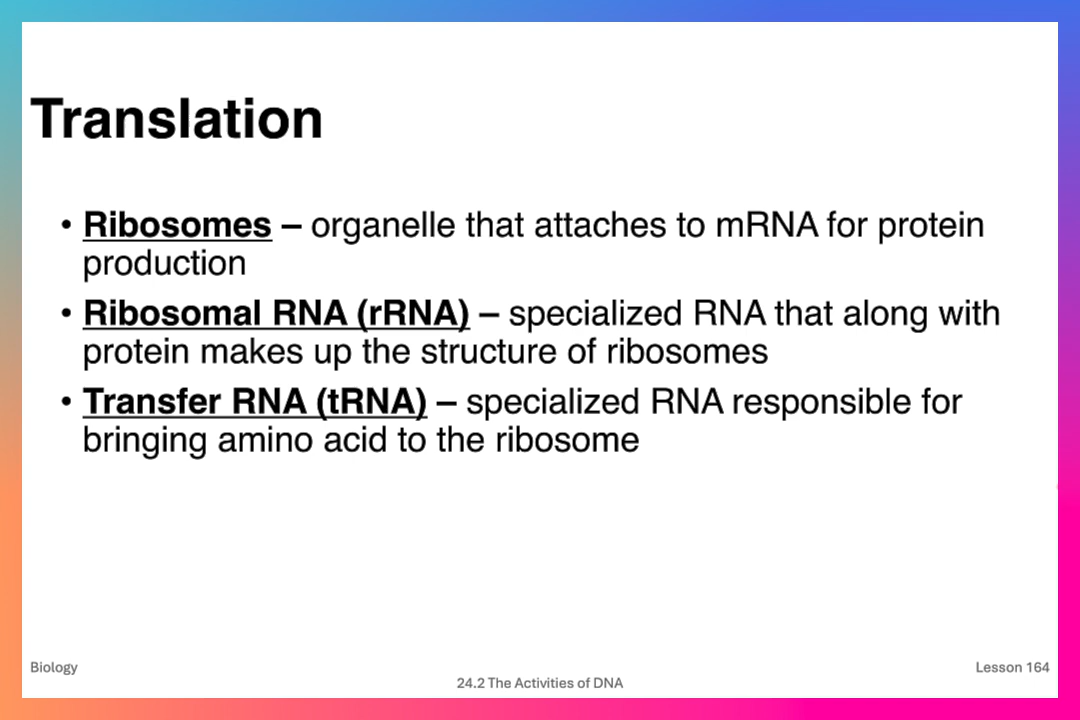 Translation
• Ribosomes – organelle that attaches to mRNA for protein
production
• Ribosomal RNA (rRNA) – specialized RNA that along with
protein makes up the structure of ribosomes
• Transfer RNA (tRNA) – specialized RNA responsible for
bringing amino acid to the ribosome
Biology
Lesson 164
24.2 The Activities of DNA